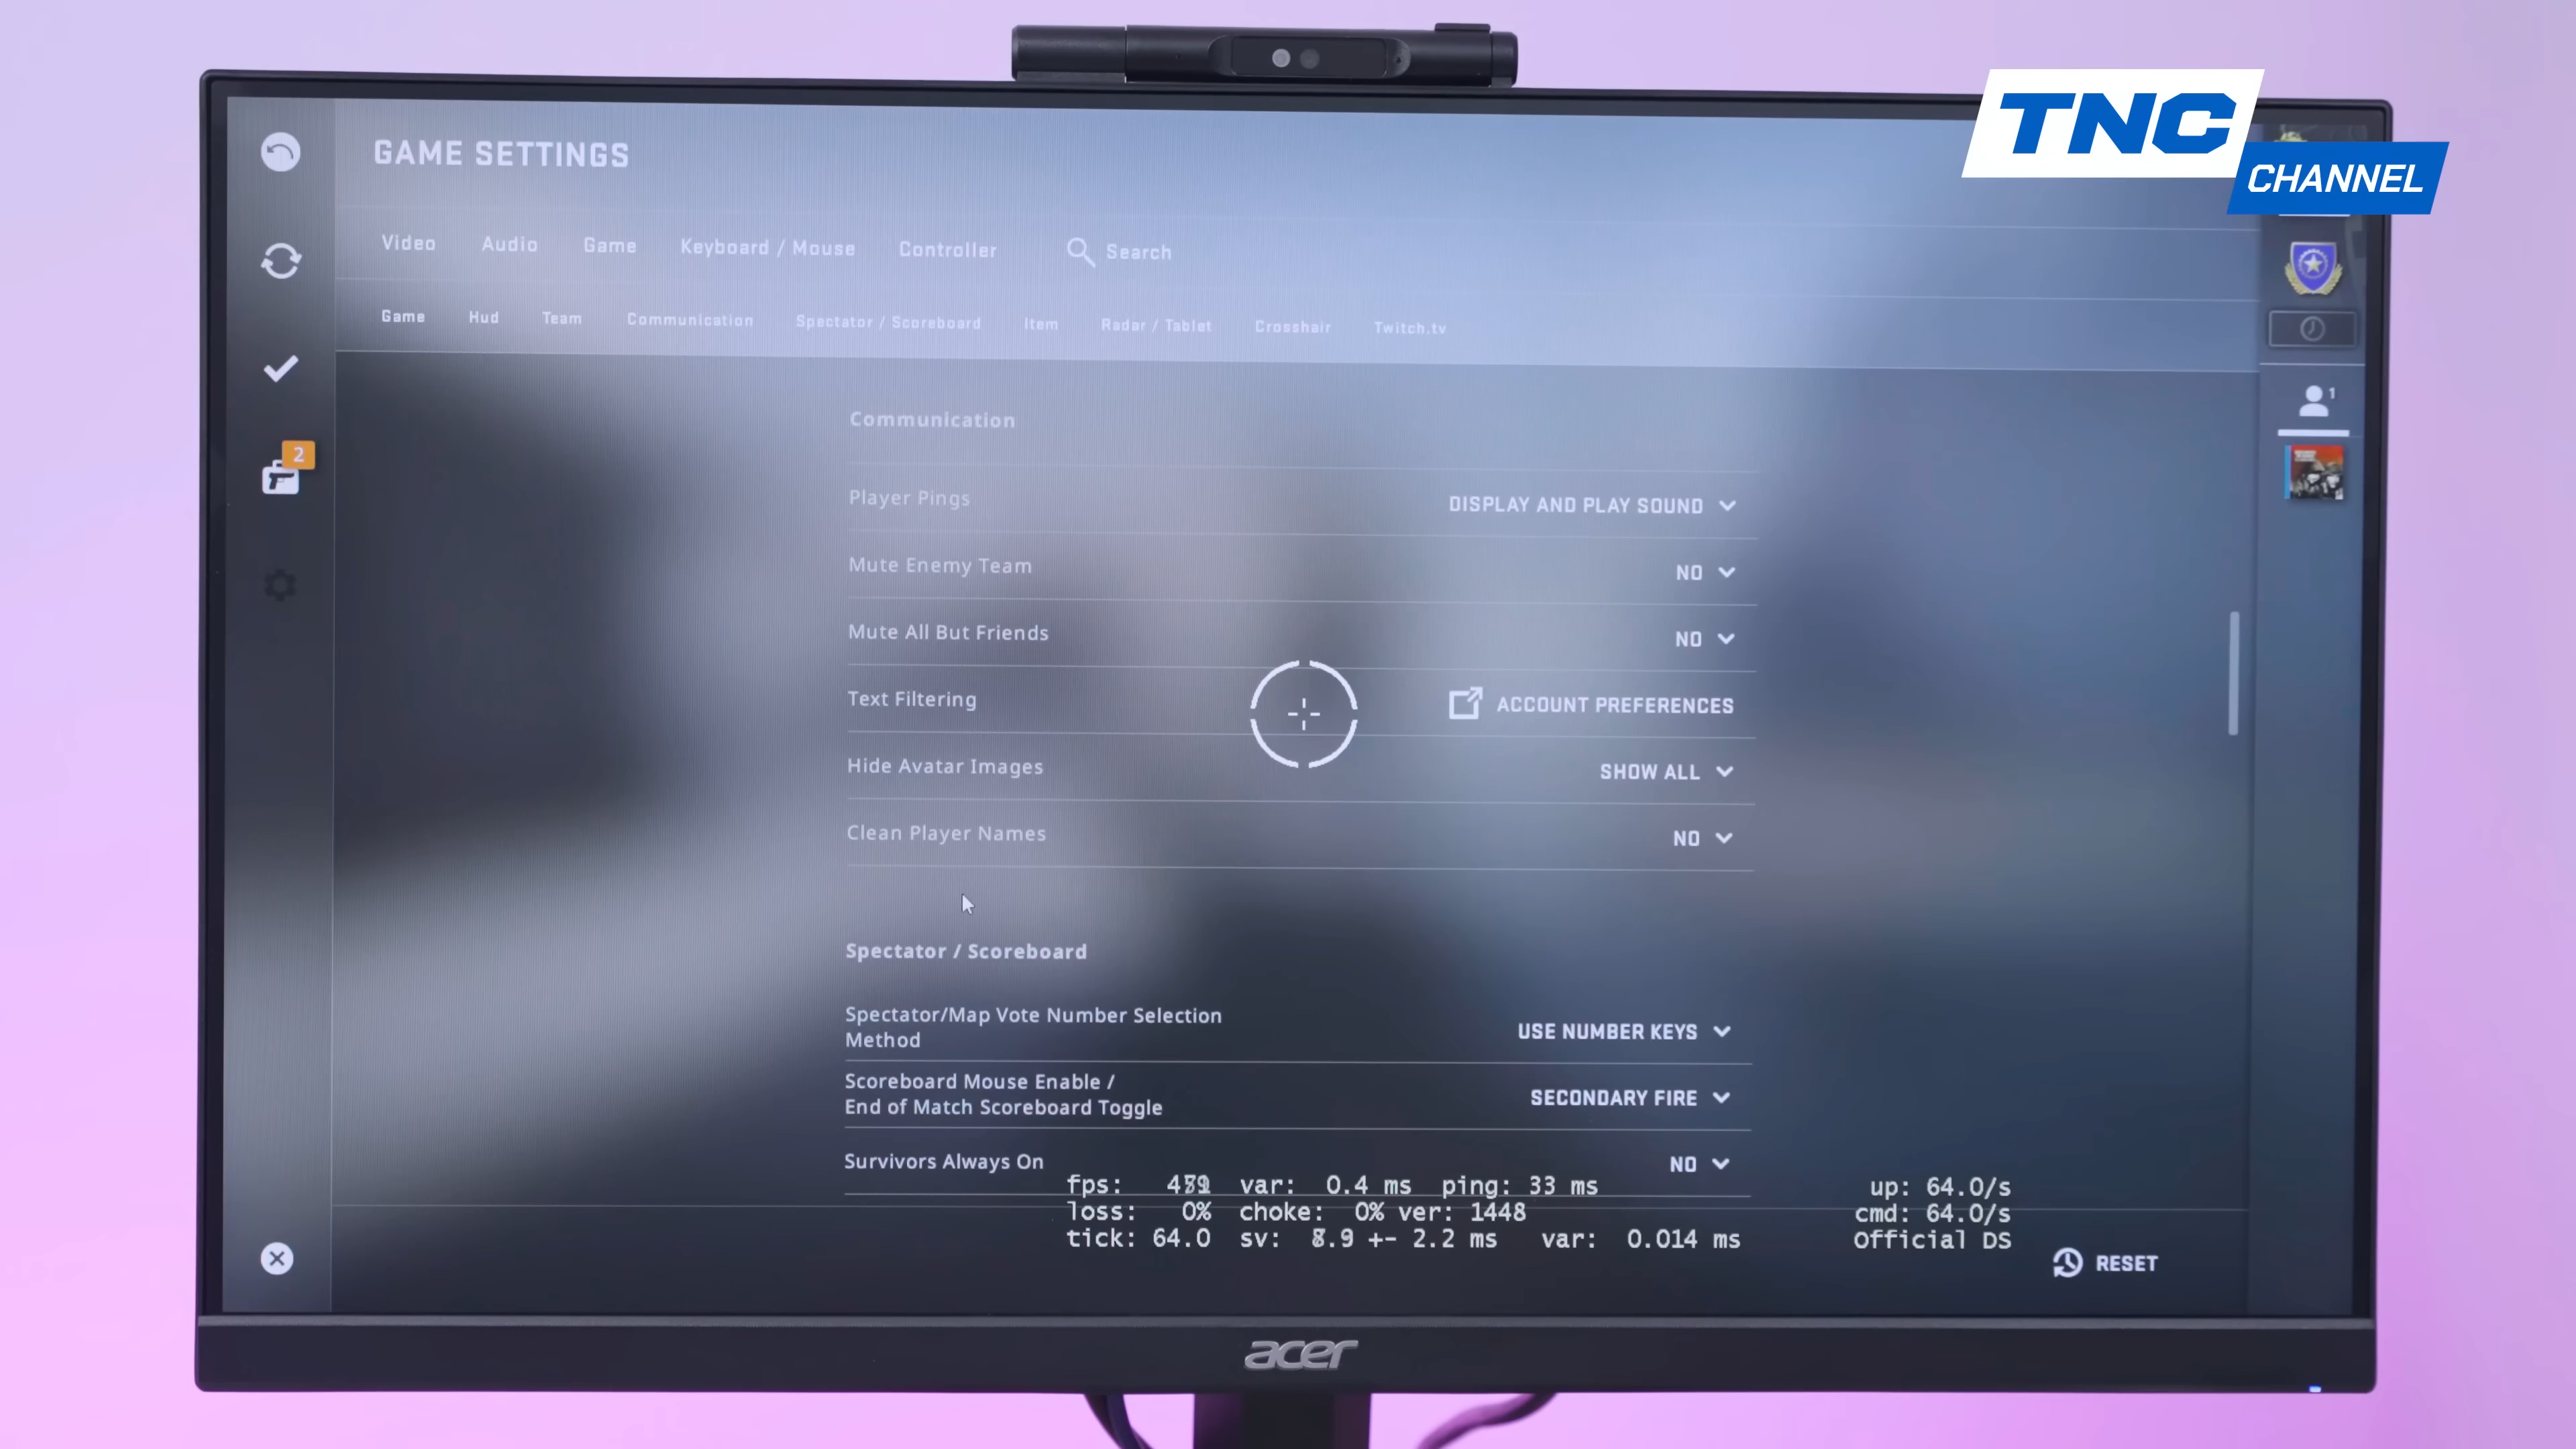 TNC
CHANNEL
GAME SETTINGS
Video Audio Game Keyboard / Mouse Controller Search
Game Hud Team Communication Spectator / Scoreboard Item Radar / Tablet Crosshair Twitch.tv
Communication
Player Pings DISPLAY AND PLAY SOUND
1
2
Mute Enemy Team NO
Mute All But Friends NO
Text Filtering ACCOUNT PREFERENCES
Hide Avatar Images SHOW ALL
Clean Player Names NO
Spectator / Scoreboard
Spectator/Map Vote Number Selection
Method USE NUMBER KEYS
Scoreboard Mouse Enable /
End of Match Scoreboard Toggle SECONDARY FIRE
Survivors Always On NO
fps: var: 0.4 ms ping: 33 ms up: 64.0/s
loss: 0% choke: 0% ver: 1448 cmd: 64.0/s
tick: 64.0 sv: +- 2.2 ms var: 0.014 ms Official DS
RESET
acer